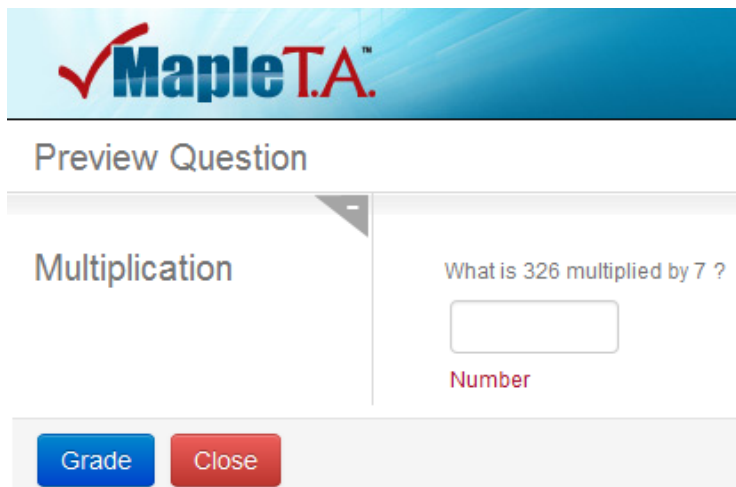 MapleT.A.™
Preview Question
Multiplication
What is 326 multiplied by 7 ?
Number
Grade
Close